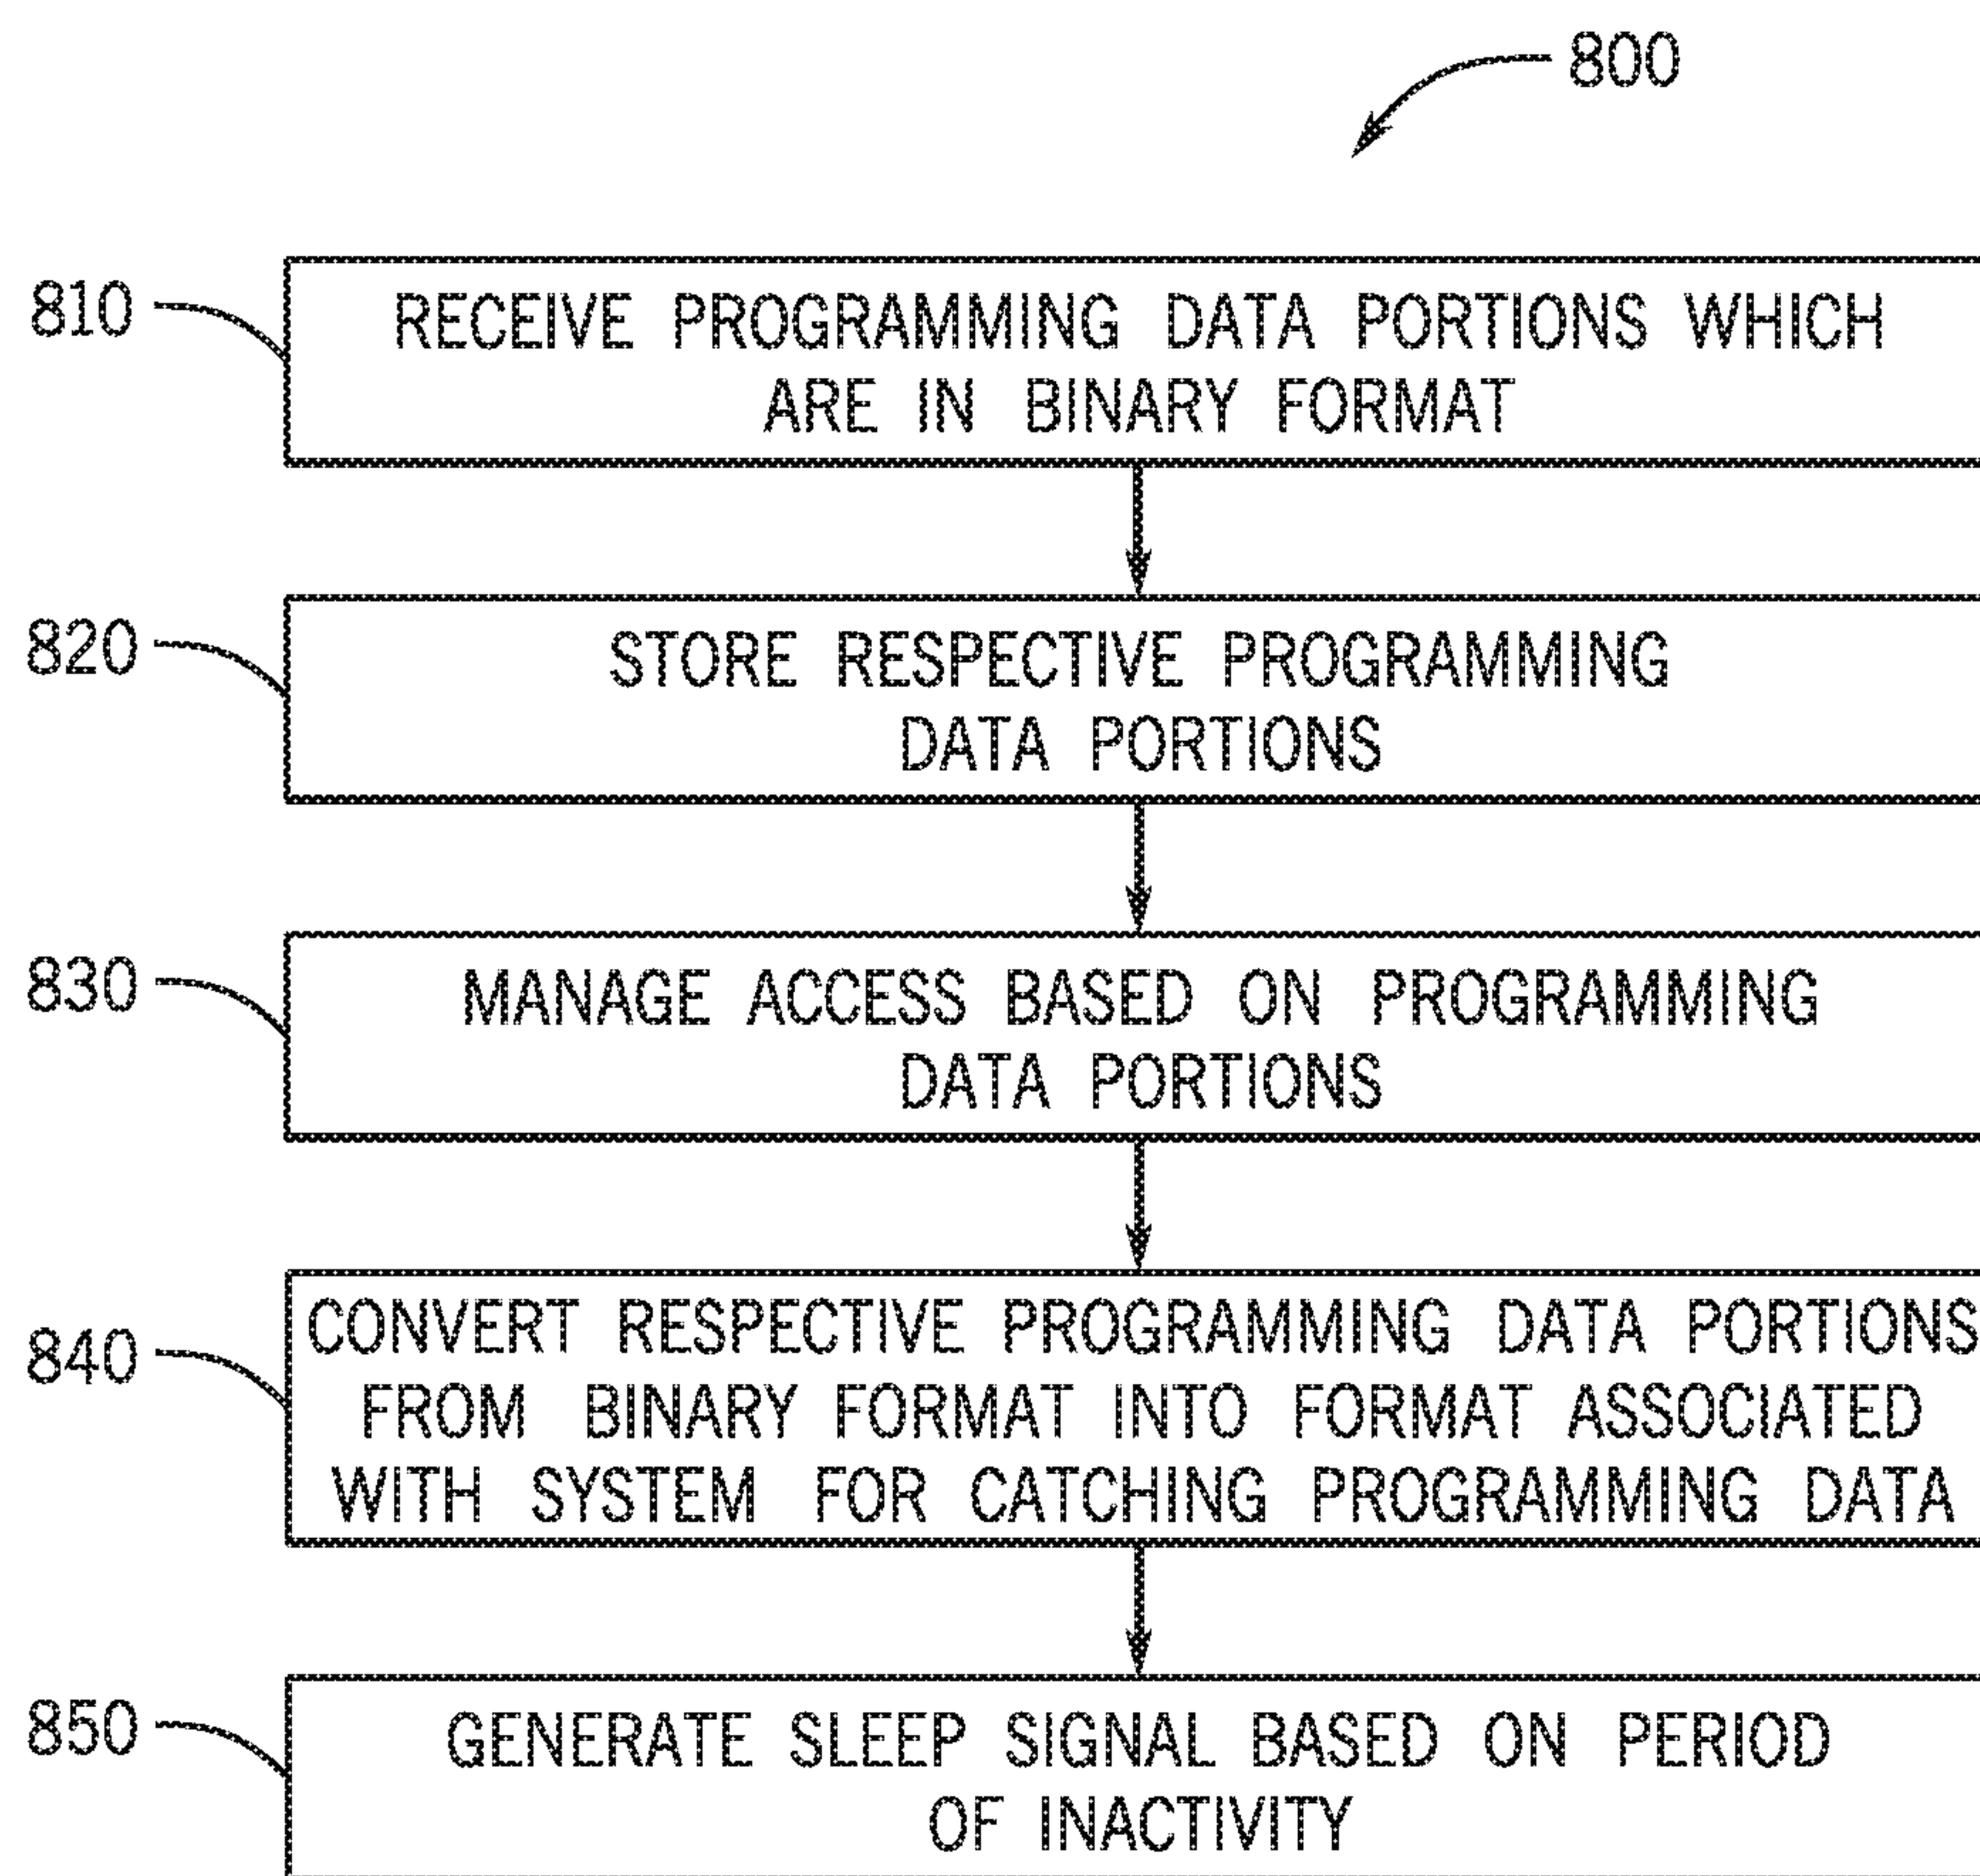 800
810
RECEIVE PROGRAMMING DATA PORTIONS WHICH
ARE IN BINARY FORMAT
820
STORE RESPECTIVE PROGRAMMING
DATA PORTIONS
830
MANAGE ACCESS BASED ON PROGRAMMING
DATA PORTIONS
840
CONVERT RESPECTIVE PROGRAMMING DATA PORTIONS
FROM BINARY FORMAT INTO FORMAT ASSOCIATED
WITH SYSTEM FOR CATCHING PROGRAMMING DATA
850
GENERATE SLEEP SIGNAL BASED ON PERIOD
OF INACTIVITY